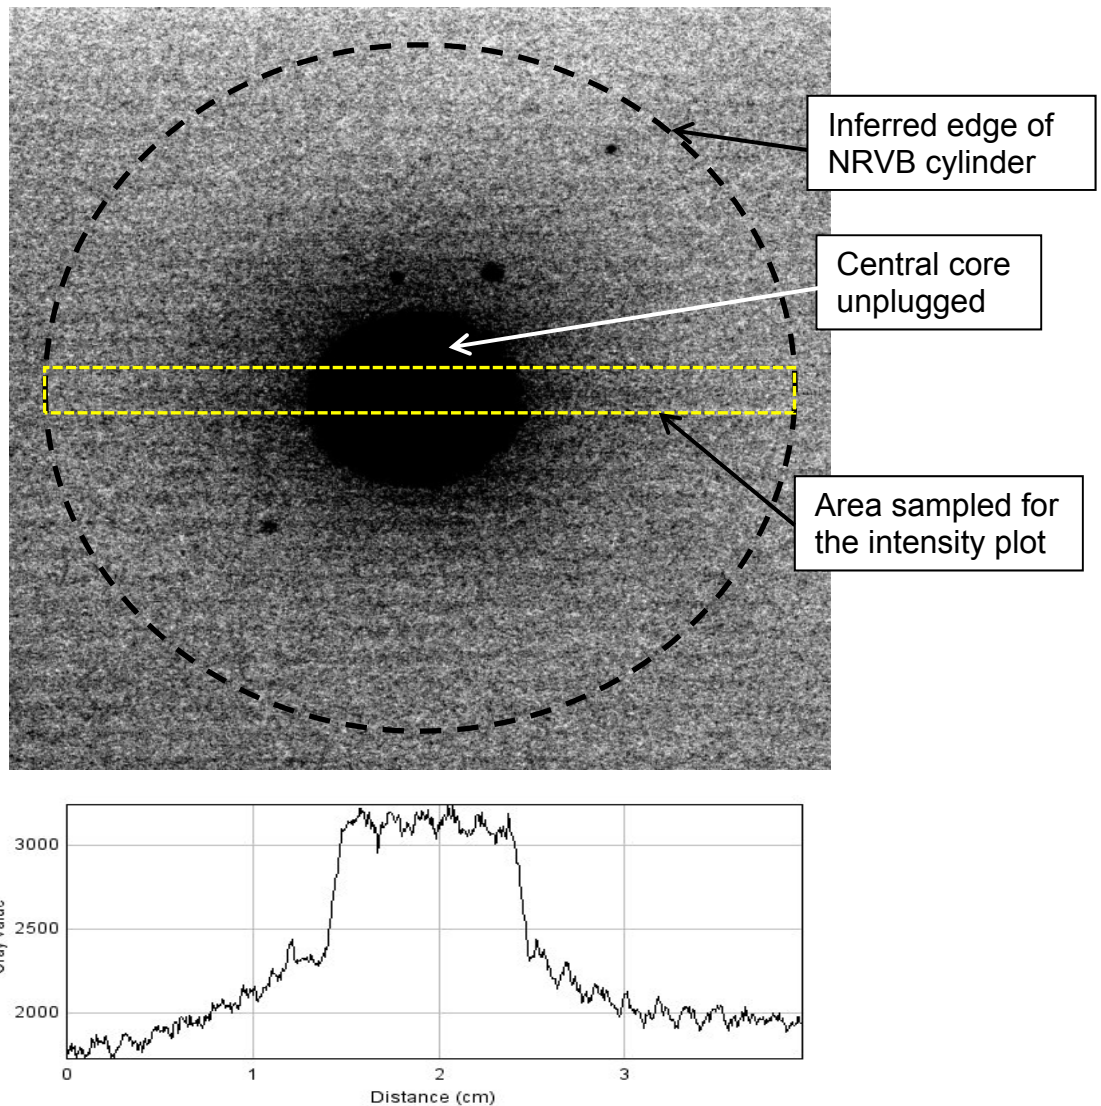 Inferred edge of
NRVB cylinder
Central core
unplugged
Area sampled for
the intensity plot
3000
2500
2000
0
1
2
3
Distance (cm)